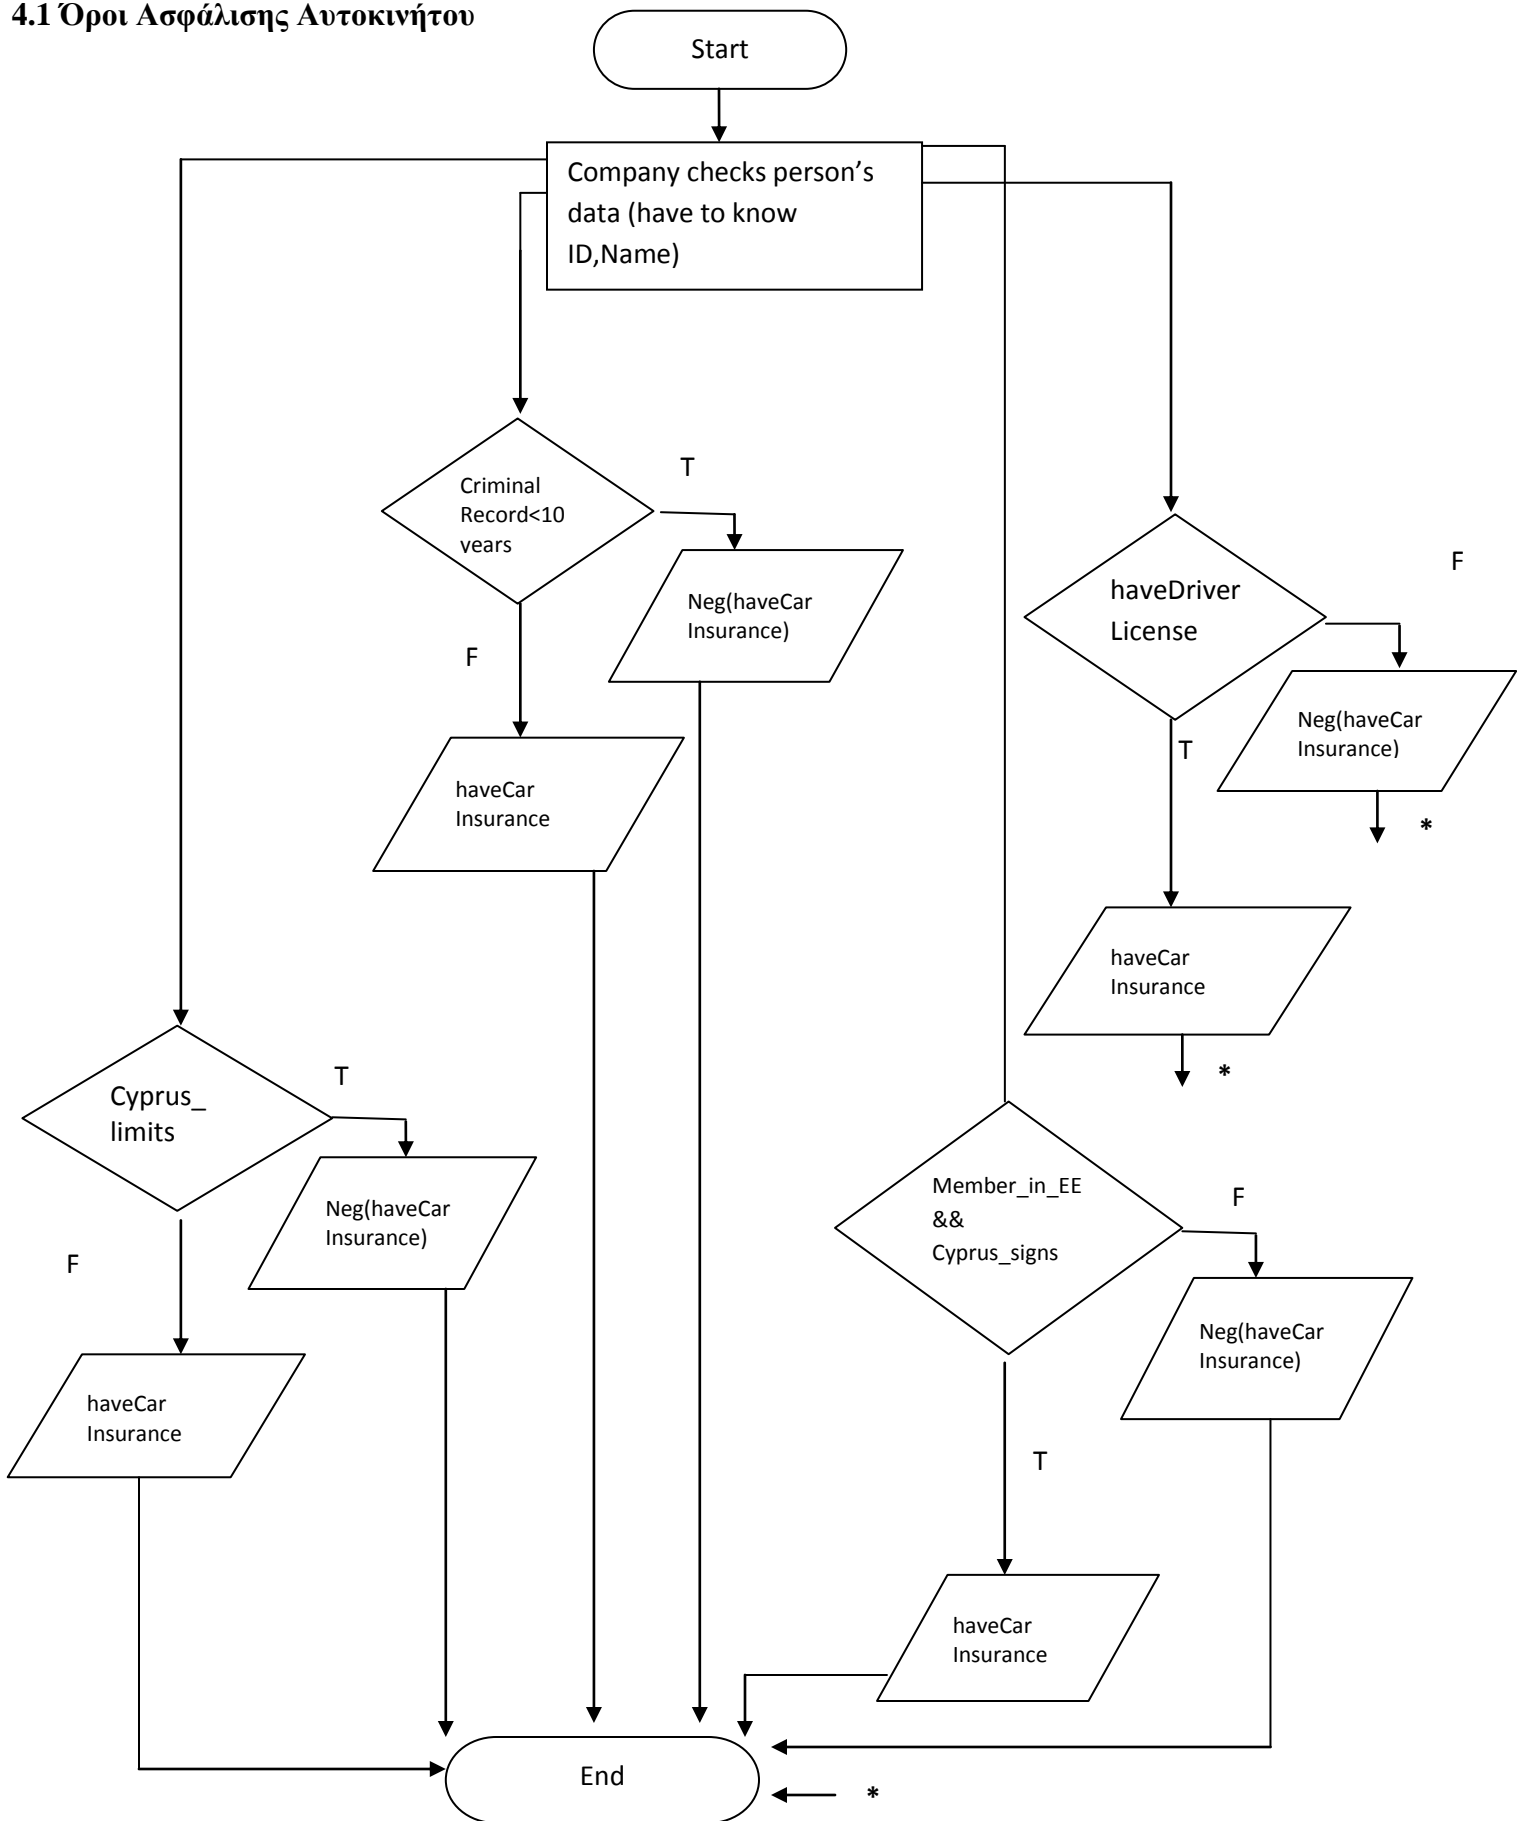 4.1 Όροι Ασφάλισης Αυτοκινήτου
Start
Company checks person’s
data (have to know
ID,Name)
Criminal
Record<10
years
T
Neg(haveCar
Insurance)
F
haveCar
Insurance
haveDriver
License
F
Neg(haveCar
Insurance)
*
T
haveCar
Insurance
*
Cyprus_
limits
T
Neg(haveCar
Insurance)
F
haveCar
Insurance
Member_in_EE
&&
Cyprus_signs
F
Neg(haveCar
Insurance)
T
haveCar
Insurance
End
*